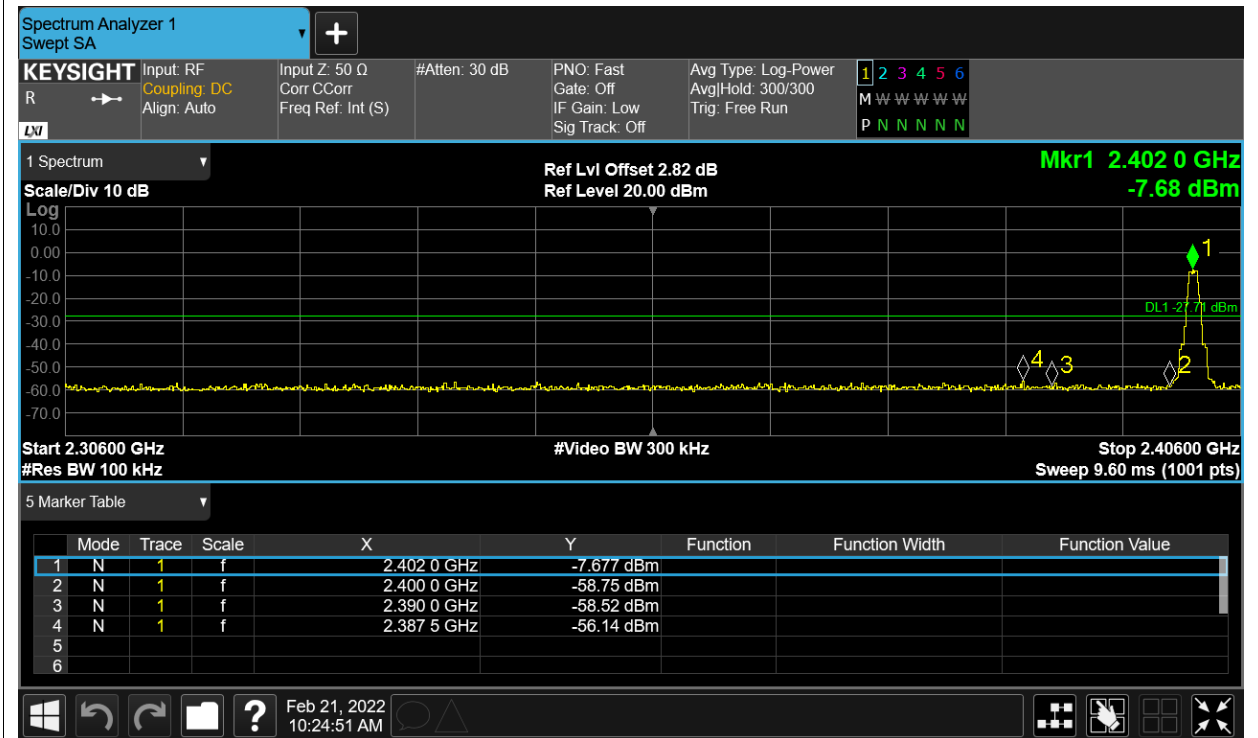 Spectrum Analyzer 1
Swept SA
KEYSIGHT
R
LXI
Input: RF
Coupling: DC
Align: Auto
Input Z: 50 Ω
Corr CCorr
Freq Ref: Int (S)
#Atten: 30 dB
PNO: Fast
Gate: Off
IF Gain: Low
Sig Track: Off
Avg Type: Log-Power
Avg|Hold: 300/300
Trig: Free Run
1 2 3 4 5 6
M W W W W W
P N N N N N
1 Spectrum
Scale/Div 10 dB
Ref Lvl Offset 2.82 dB
Ref Level 20.00 dBm
Mkr1 2.402 0 GHz
-7.68 dBm
Log
10.0
0.00
-10.0
-20.0
-30.0
-40.0
-50.0
-60.0
-70.0
1
DL1 -27.71 dBm
4 3 2
Start 2.30600 GHz
#Res BW 100 kHz
#Video BW 300 kHz
Stop 2.40600 GHz
Sweep 9.60 ms (1001 pts)
5 Marker Table
Mode Trace Scale X Y Function Function Width Function Value
1 N 1 f 2.402 0 GHz -7.677 dBm
2 N 1 f 2.400 0 GHz -58.75 dBm
3 N 1 f 2.390 0 GHz -58.52 dBm
4 N 1 f 2.387 5 GHz -56.14 dBm
5
6
?
Feb 21, 2022
10:24:51 AM